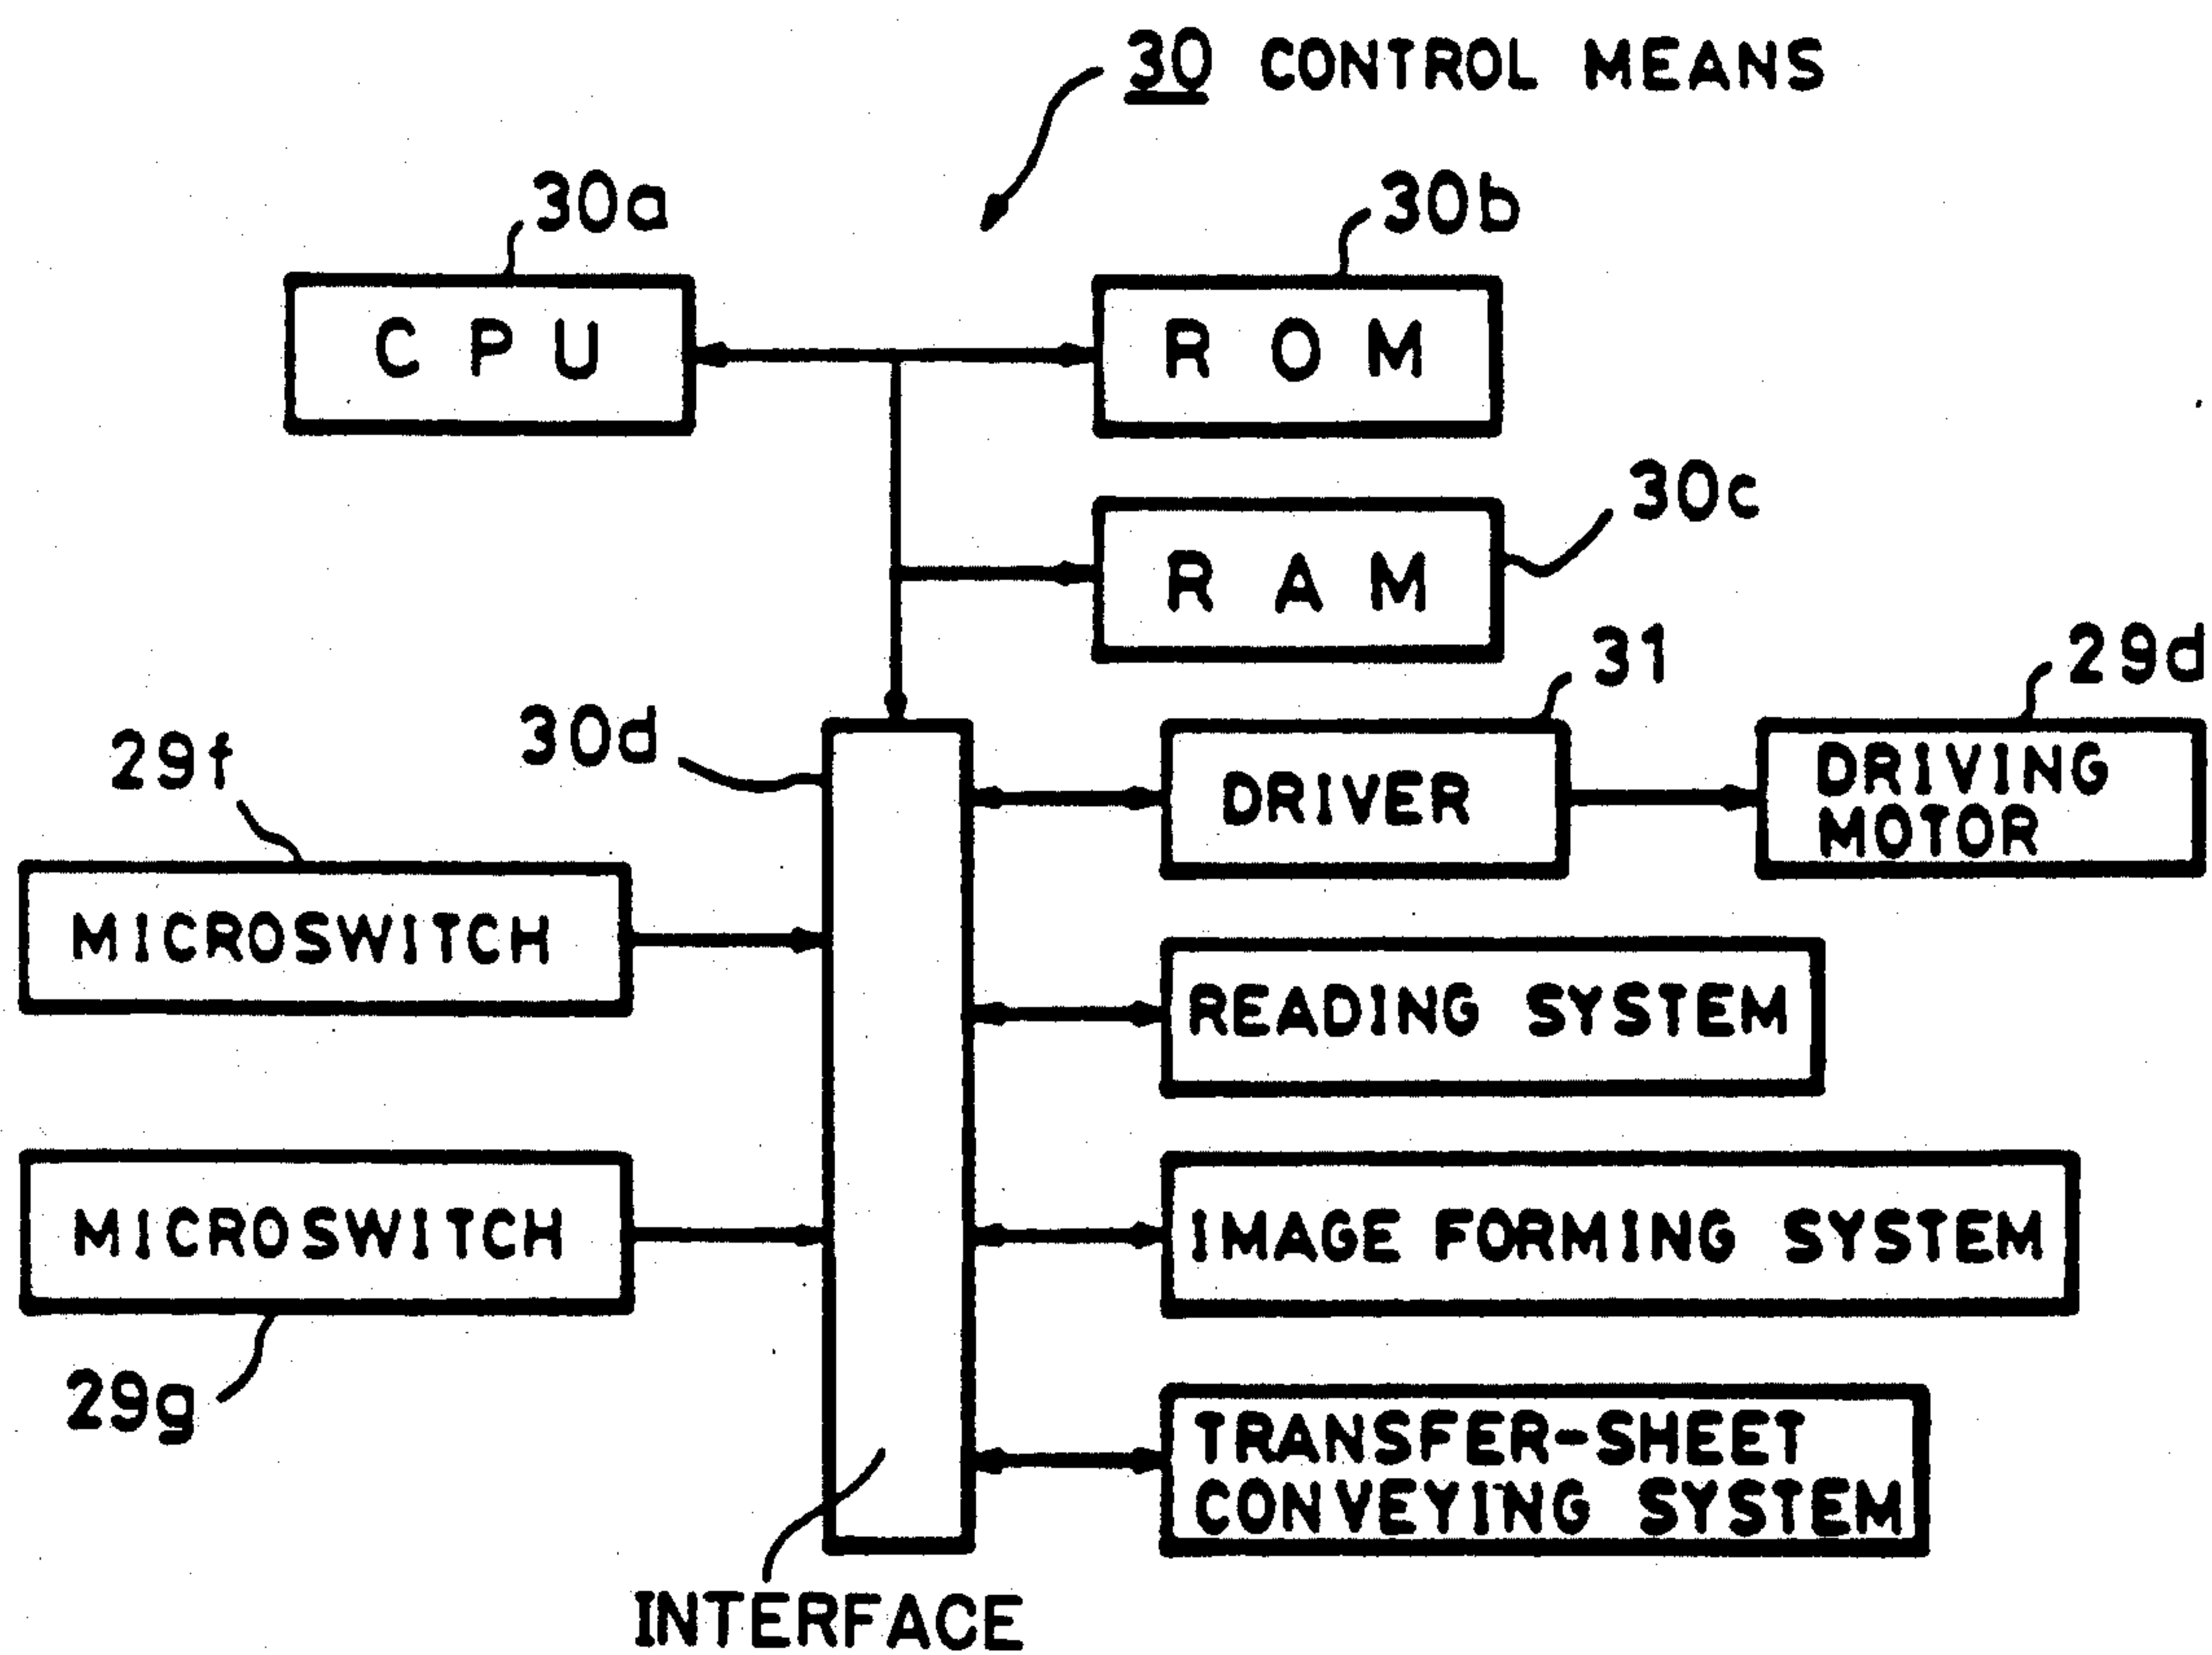 30 CONTROL MEANS
30a
30b
CPU
ROM
30c
RAM
31
29d
30d
29f
DRIVER
DRIVING
MOTOR
MICROSWITCH
READING SYSTEM
MICROSWITCH
IMAGE FORMING SYSTEM
29g
TRANSFER-SHEET
CONVEYING SYSTEM
INTERFACE